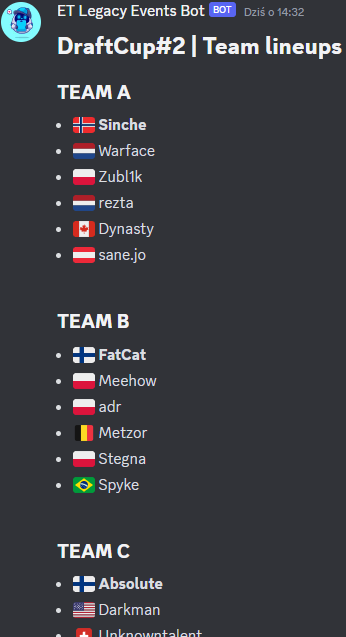 ET Legacy Events Bot BOT Dziś o 14:32
DraftCup#2 | Team lineups
TEAM A
Sinche
Warface
Zubl1k
rezta
Dynasty
sane.jo
TEAM B
FatCat
Meehow
adr
Metzor
Stegna
Spyke
TEAM C
Absolute
Darkman
Unknowntalent